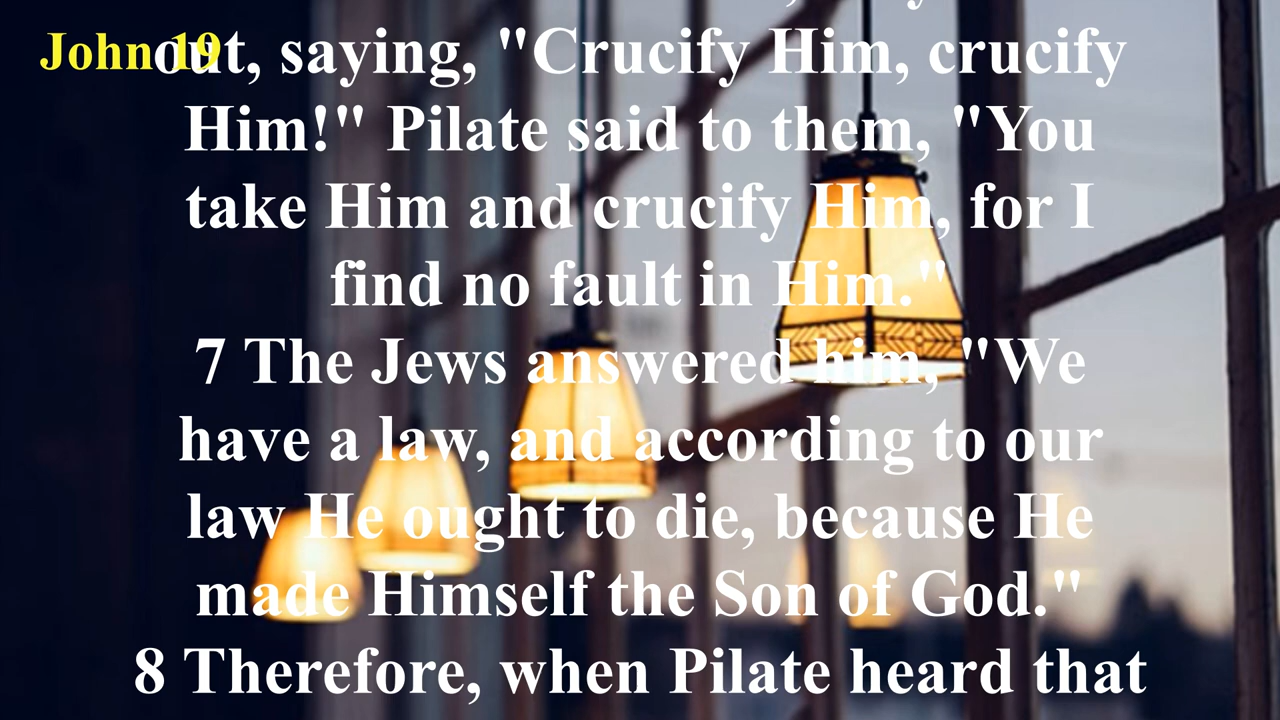 John 19
out, saying, "Crucify Him, crucify
Him!" Pilate said to them, "You
take Him and crucify Him, for I
find no fault in Him."
7 The Jews answered him, "We
have a law, and according to our
law He ought to die, because He
made Himself the Son of God."
8 Therefore, when Pilate heard that